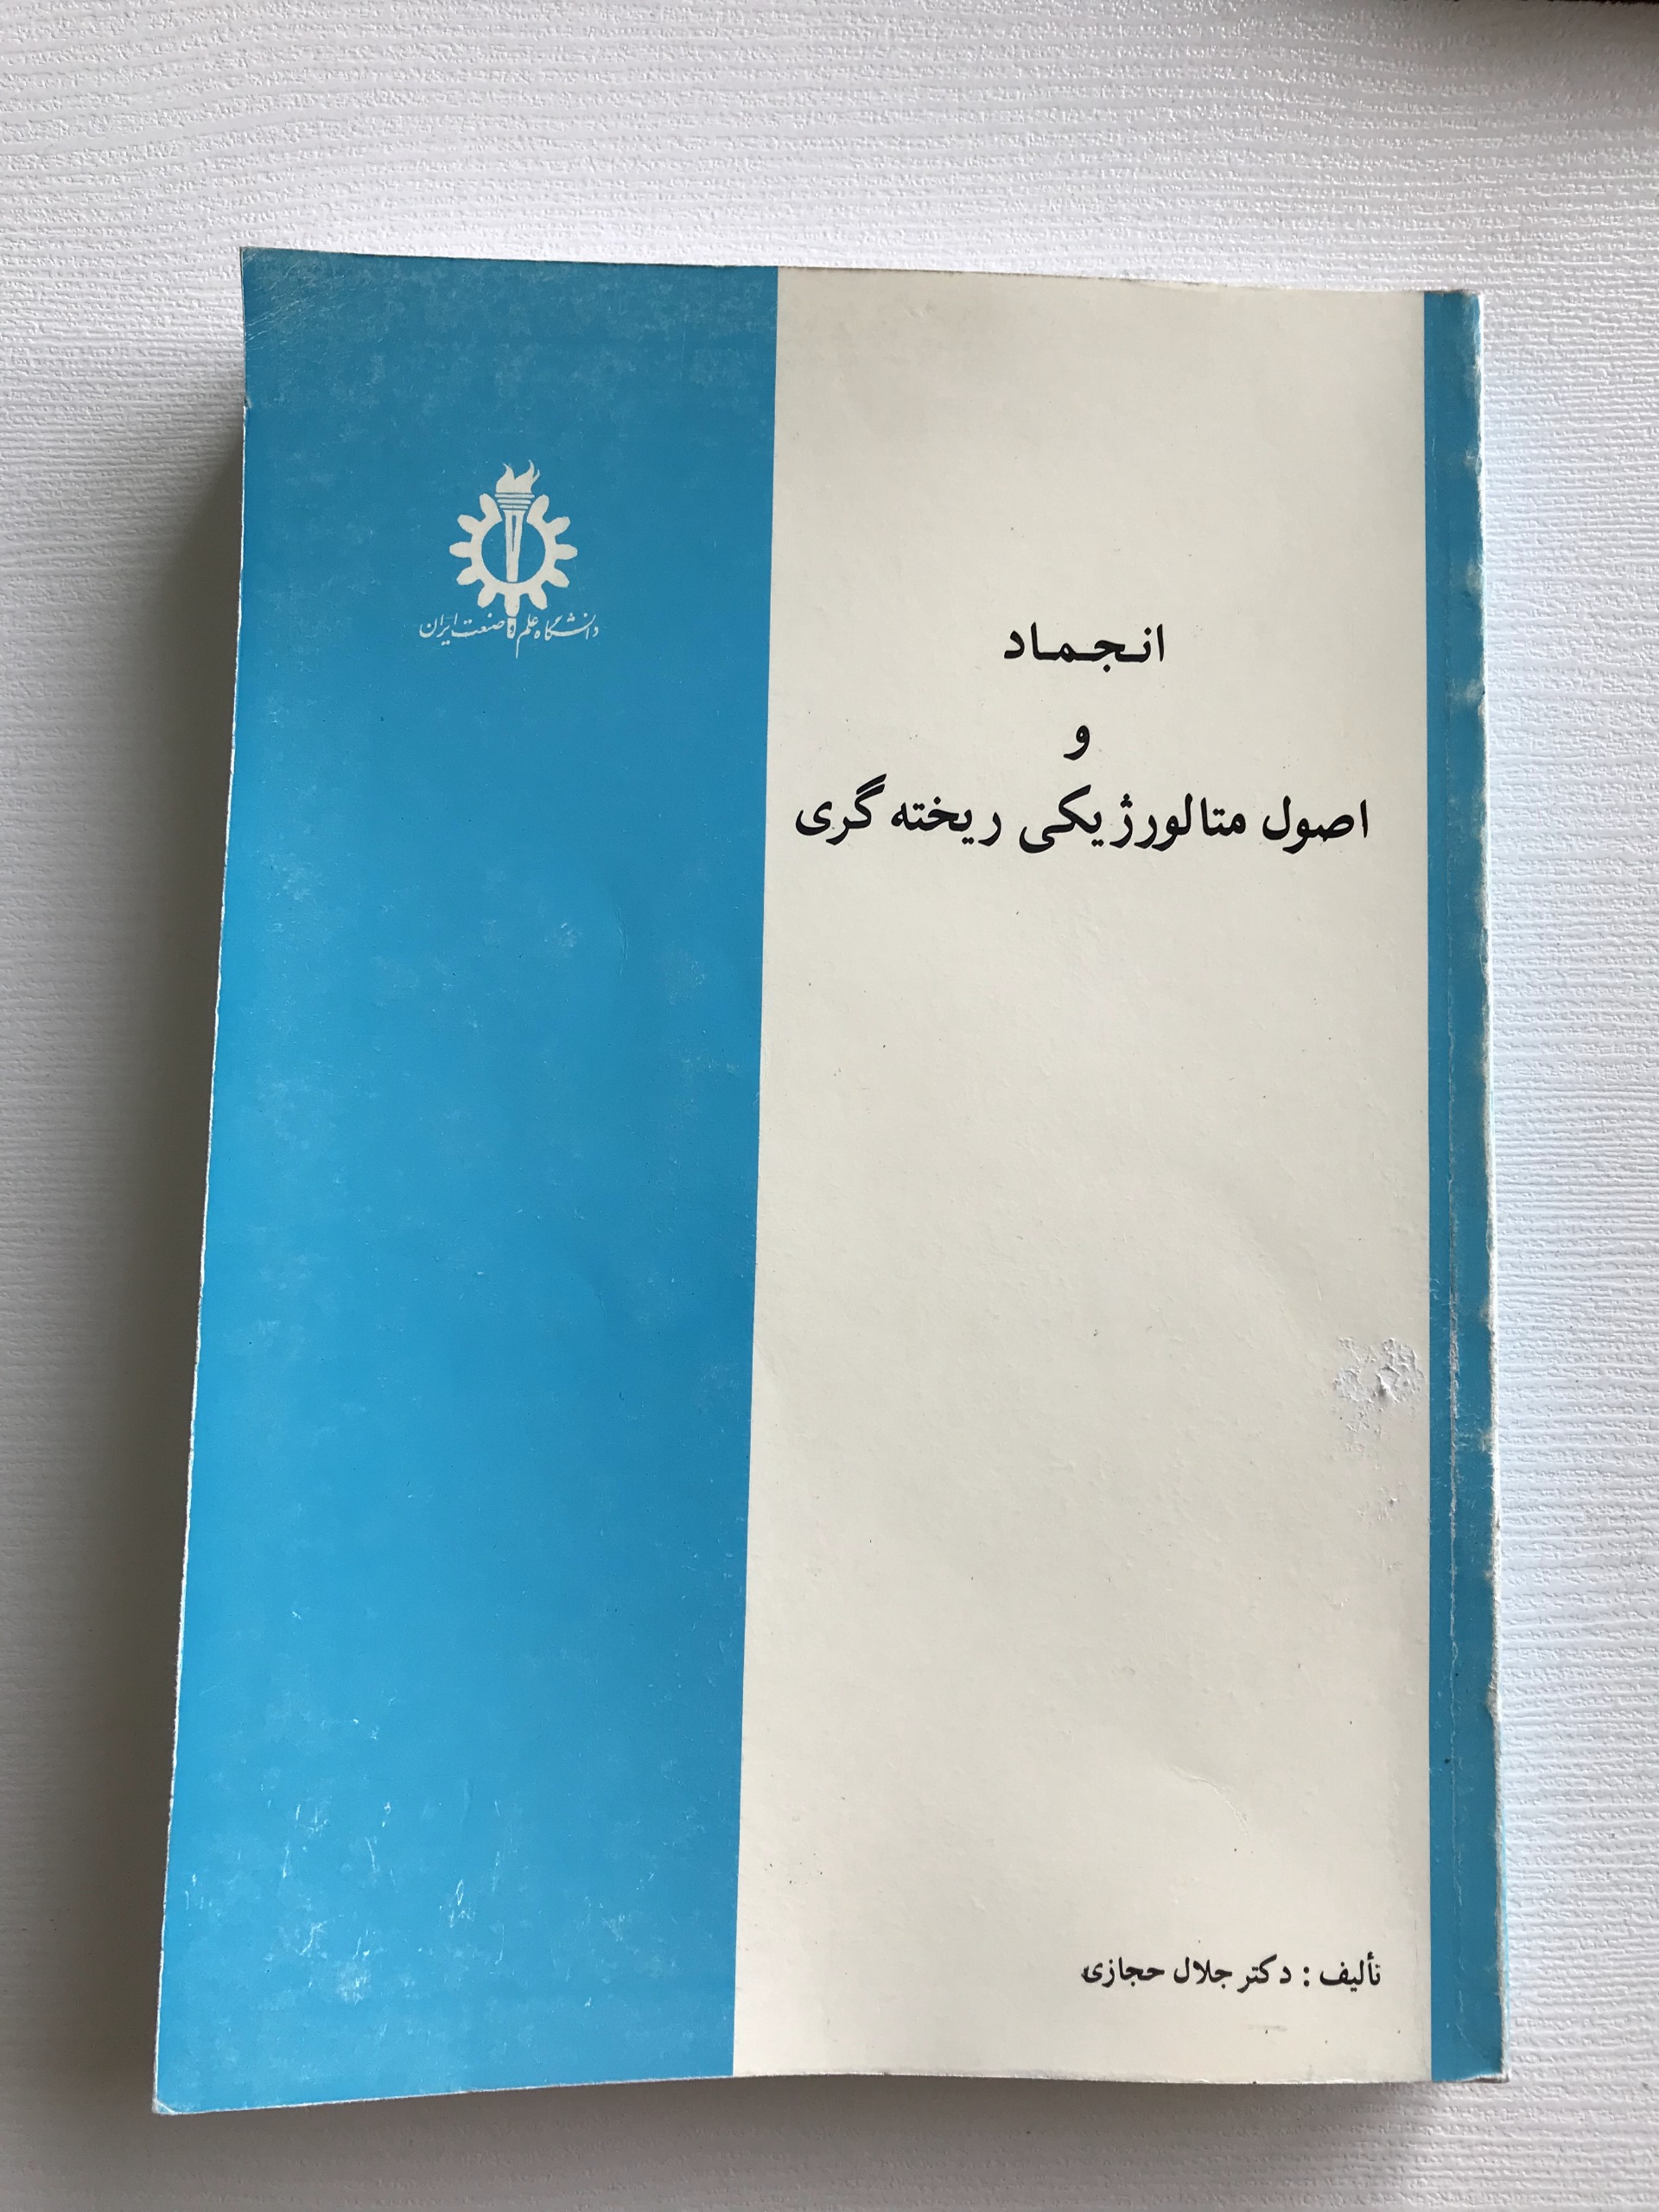 انجماد
و
اصول متالورژیکی ریخته گری
دانشگاه علم و صنعت ایران
تألیف : دکتر جلال حجازی